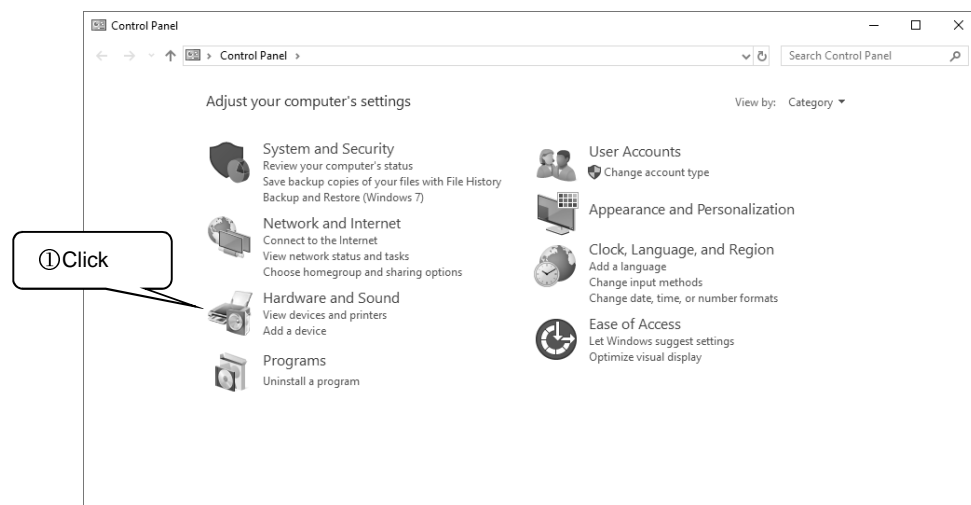 Control Panel
Control Panel
Search Control Panel
Adjust your computer's settings
View by: Category
System and Security
Review your computer's status
Save backup copies of your files with File History
Backup and Restore (Windows 7)
Network and Internet
Connect to the Internet
View network status and tasks
Choose homegroup and sharing options
①Click
Hardware and Sound
View devices and printers
Add a device
Programs
Uninstall a program
User Accounts
Change account type
Appearance and Personalization
Clock, Language, and Region
Add a language
Change input methods
Change date, time, or number formats
Ease of Access
Let Windows suggest settings
Optimize visual display